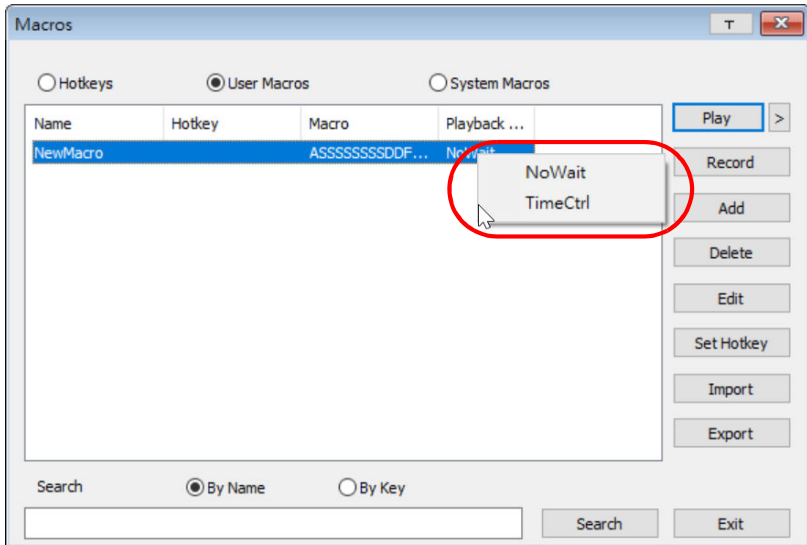 Macros
T
Hotkeys User Macros System Macros
Name Hotkey Macro Playback ...
NewMacro ASSSSSSSSDDF... NoWait
NoWait
TimeCtrl
Play >
Record
Add
Delete
Edit
Set Hotkey
Import
Export
Search By Name By Key
Search Exit